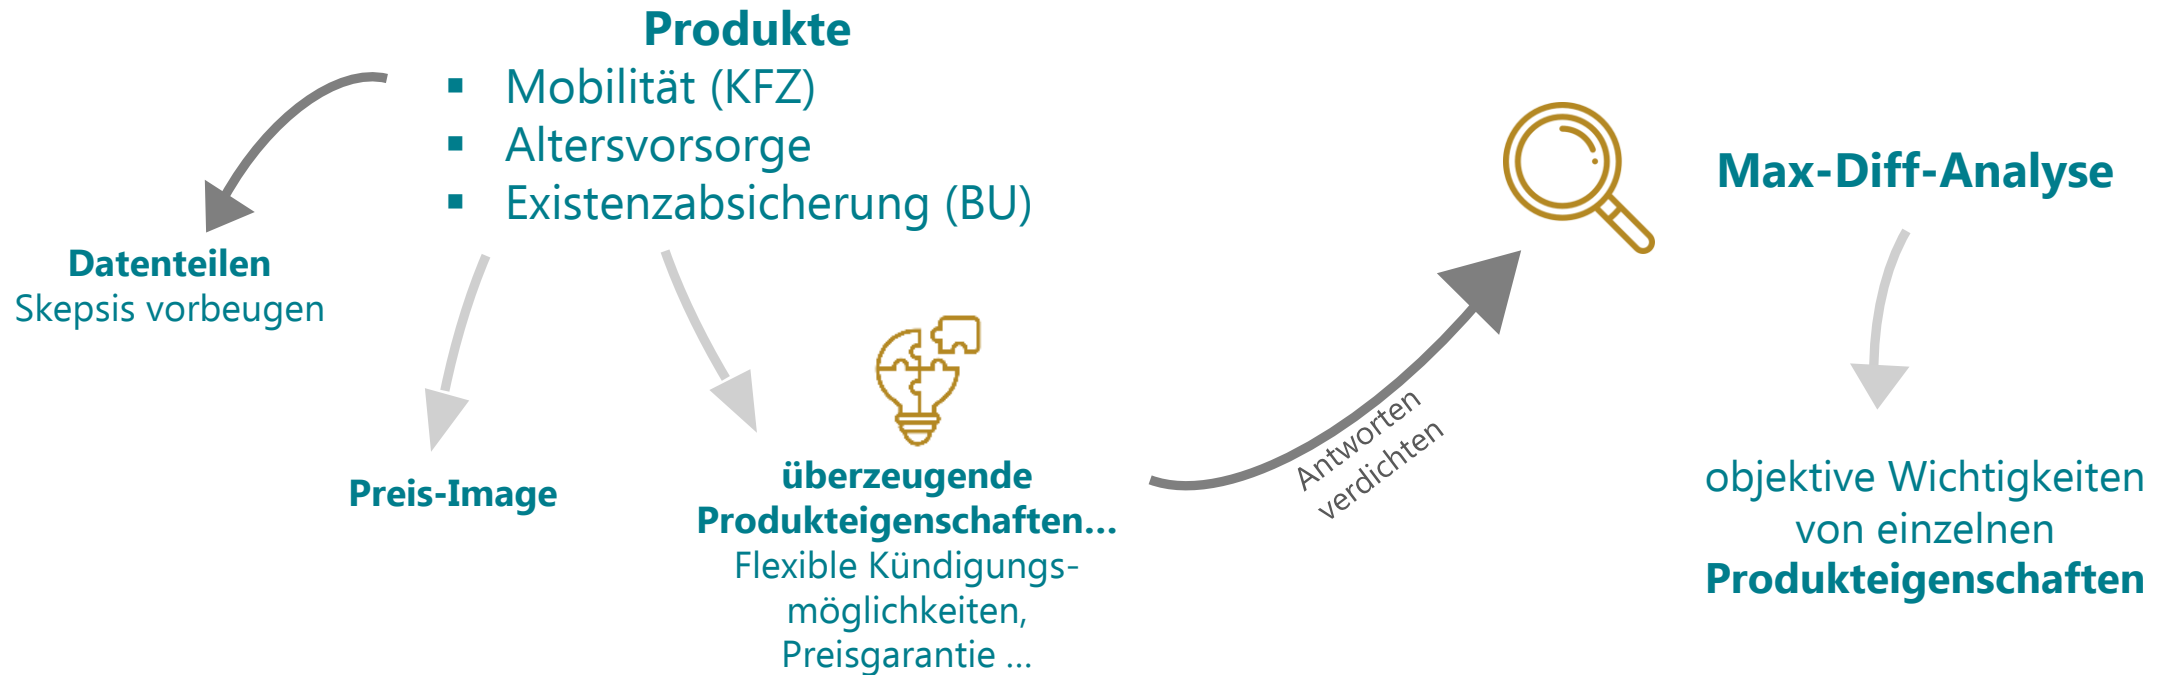 Produkte
▪ Mobilität (KFZ)
▪ Altersvorsorge
▪ Existenzabsicherung (BU)
Datenteilen
Skepsis vorbeugen
Preis-Image
überzeugende
Produkteigenschaften...
Flexible Kündigungs-
möglichkeiten,
Preisgarantie ...
Antworten
verdichten
Max-Diff-Analyse
objektive Wichtigkeiten
von einzelnen
Produkteigenschaften